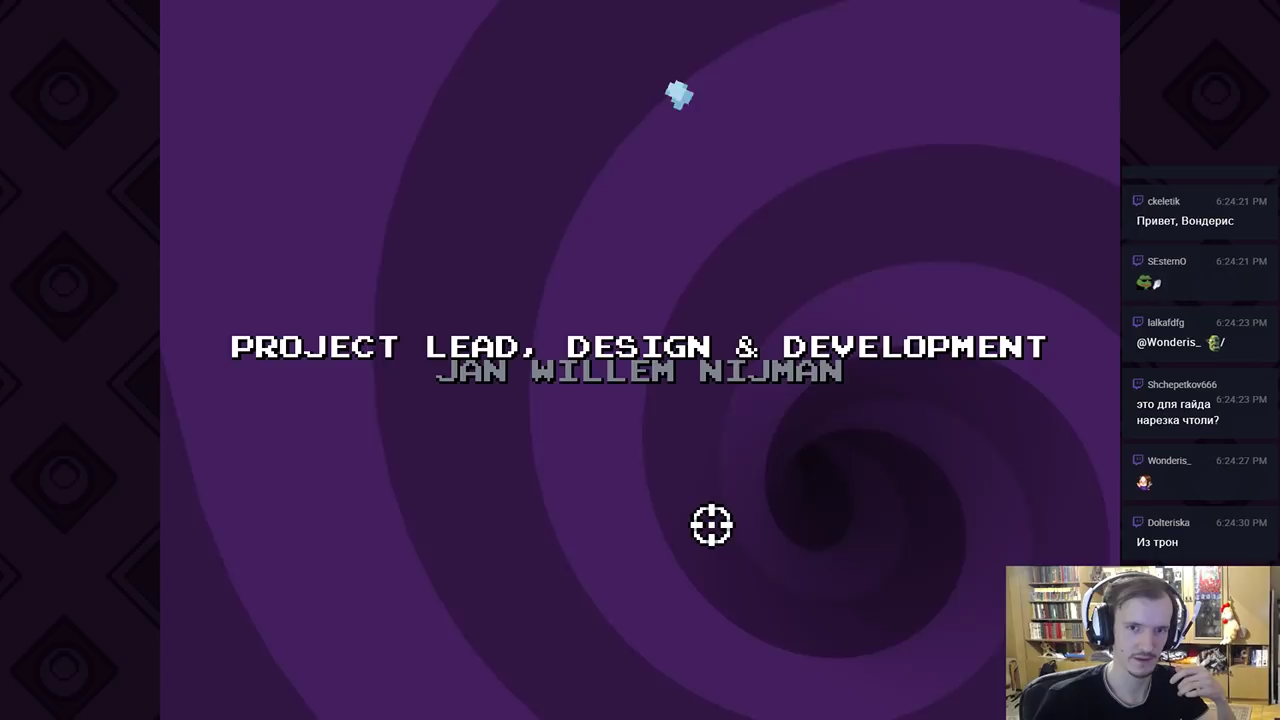 PROJECT LEAD, DESIGN & DEVELOPMENT
JAN WILLEM NIJMAN
ckeletik 6:24:21 PM
Привет, Вондерис
SEsternO 6:24:21 PM
lalkafdfg 6:24:23 PM
@Wonderis_ /
Shchepetkov666
6:24:23 PM
это для гайда
нарезка чтоли?
Wonderis_ 6:24:27 PM
Dolteriska 6:24:30 PM
Из трон